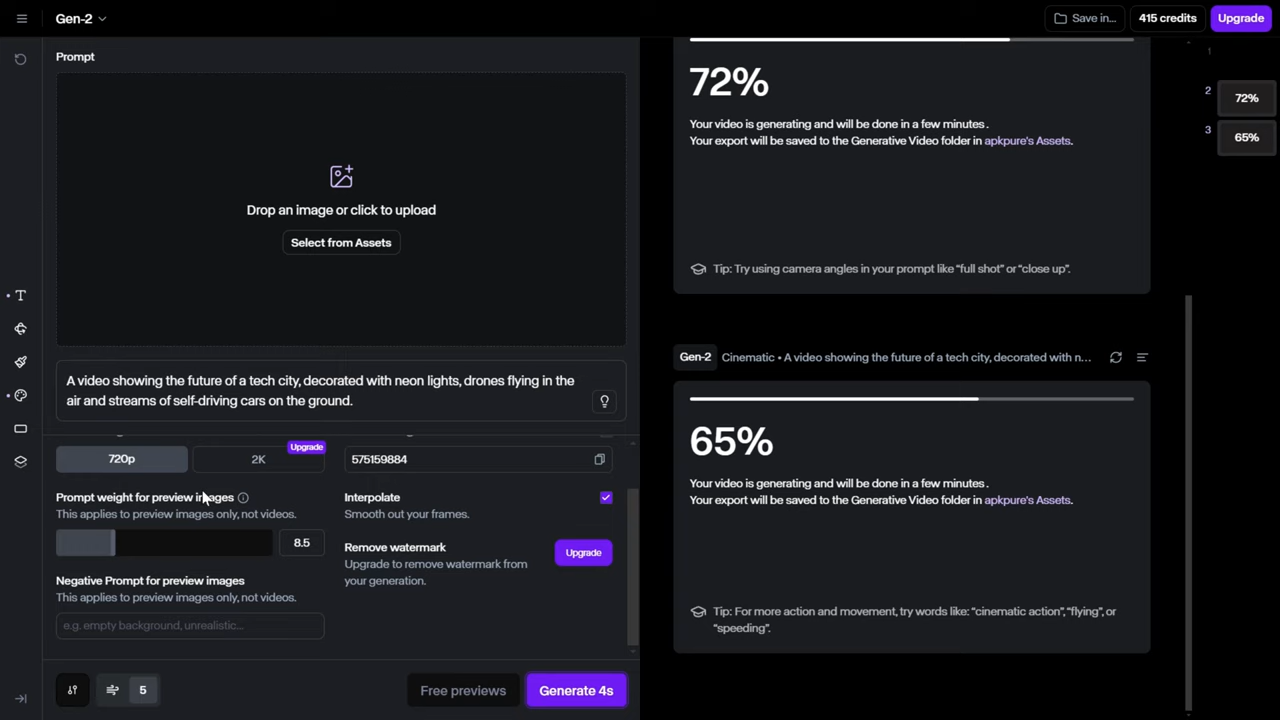 Gen-2
Save in...
415 credits
Upgrade
Prompt
Drop an image or click to upload
Select from Assets
A video showing the future of a tech city, decorated with neon lights, drones flying in the
air and streams of self-driving cars on the ground.
720p
2K
Upgrade
575159884
Prompt weight for preview images
This applies to preview images only, not videos.
8.5
Interpolate
Smooth out your frames.
Remove watermark
Upgrade to remove watermark from
your generation.
Upgrade
Negative Prompt for preview images
This applies to preview images only, not videos.
e.g. empty background, unrealistic...
5
Free previews
Generate 4s
72%
Your video is generating and will be done in a few minutes .
Your export will be saved to the Generative Video folder in apkpure's Assets.
Tip: Try using camera angles in your prompt like “full shot” or “close up”.
Gen-2
Cinematic • A video showing the future of a tech city, decorated with n...
65%
Your video is generating and will be done in a few minutes .
Your export will be saved to the Generative Video folder in apkpure's Assets.
Tip: For more action and movement, try words like: “cinematic action”,“flying”, or
“speeding”.
1
2
72%
3
65%